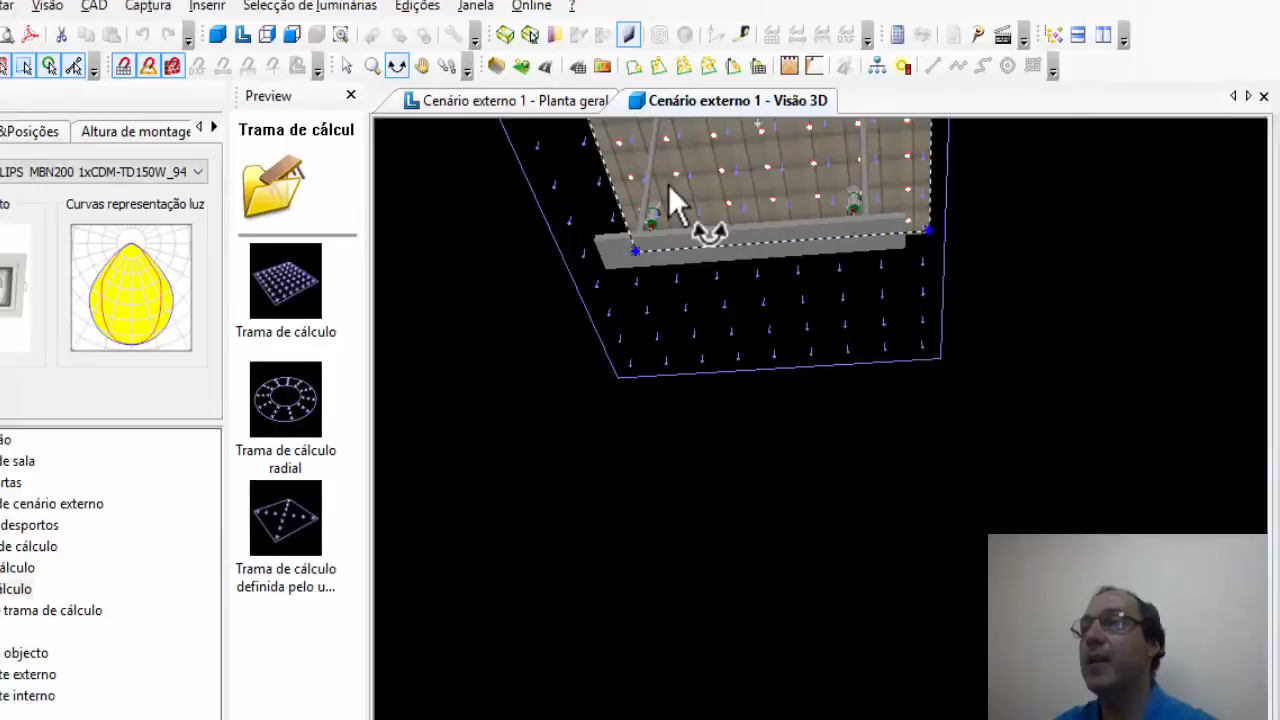 tar Visão CAD Captura Inserir Selecção de luminárias Edições Janela Online ?
Preview
Cenário externo 1 - Planta geral
Cenário externo 1 - Visão 3D
&Posições
Altura de montage
LIPS MBN200 1xCDM-TD150W_94
to
Curvas representação luz
Trama de cálcul
Trama de cálculo
Trama de cálculo
radial
Trama de cálculo
definida pelo u...
ão
de sala
rtas
de cenário externo
desportos
de cálculo
álculo
álculo
e trama de cálculo
objecto
te externo
te interno